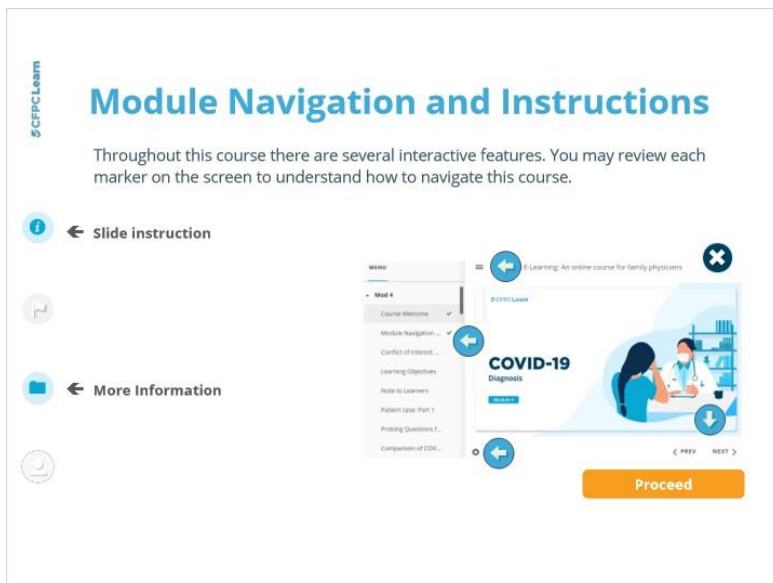 CFPCLearn
Module Navigation and Instructions
Throughout this course there are several interactive features. You may review each
marker on the screen to understand how to navigate this course.
Slide instruction
More Information
MENU
Mod 4
Course Welcome
Module Navigation ...
Conflict of Interest ...
Learning Objectives
Note to Learners
Patient case: Part 1
Probing Questions f...
Comparison of COV...
E-Learning: An online course for family physicians
CFPCLearn
COVID-19
Diagnosis
PREV
NEXT
Proceed